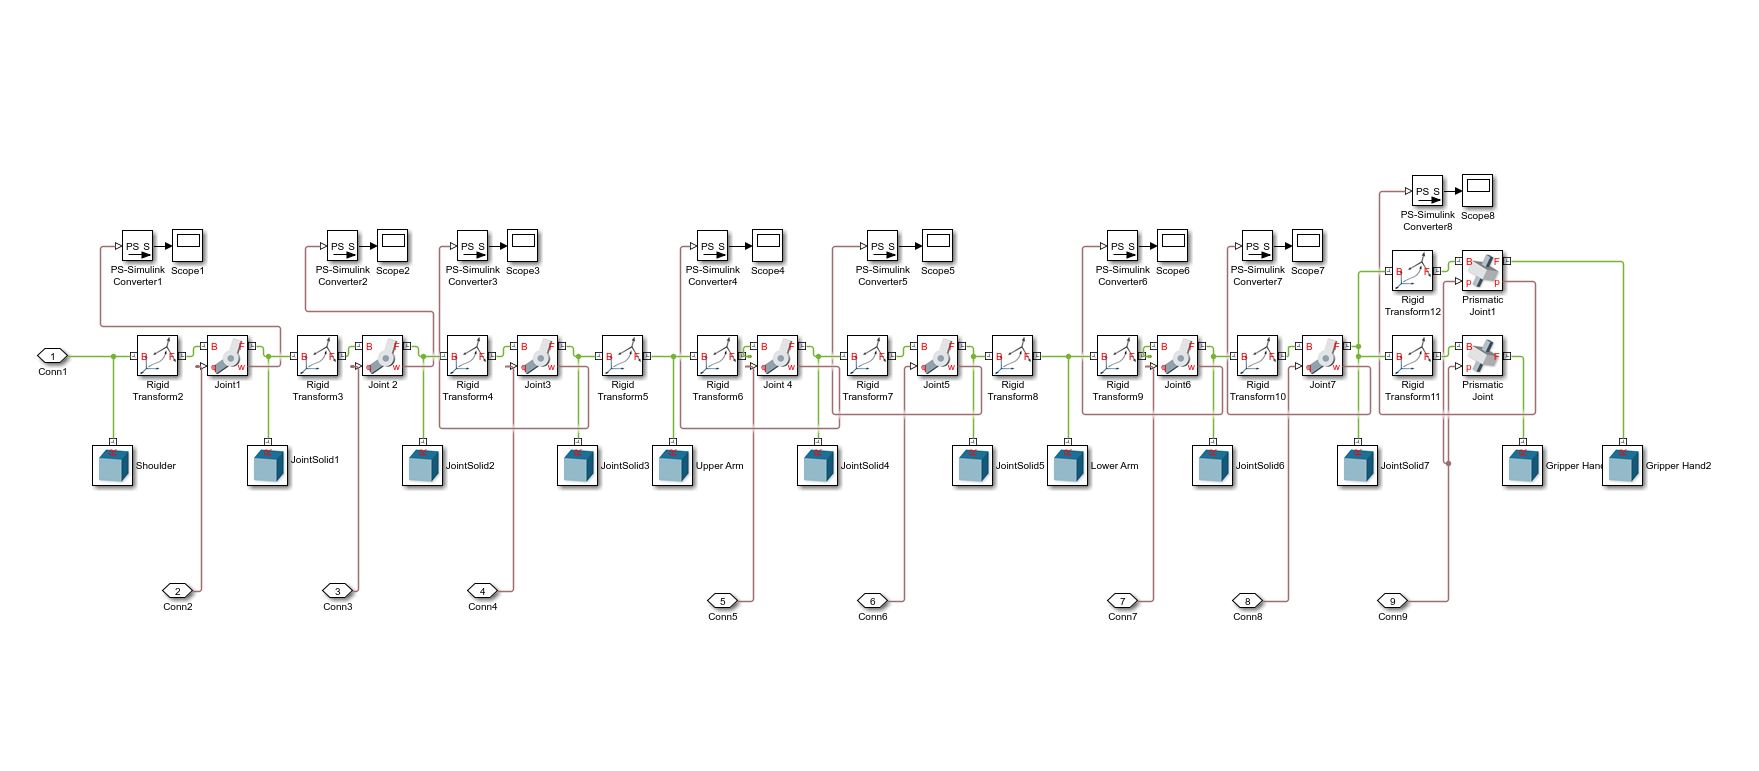 PS S
PS-Simulink
Converter8
Scope8
PS S
PS-Simulink
Converter1
Scope1
PS S
PS-Simulink
Converter2
Scope2
PS S
PS-Simulink
Converter3
Scope3
PS S
PS-Simulink
Converter4
Scope4
PS S
PS-Simulink
Converter5
Scope5
PS S
PS-Simulink
Converter6
Scope6
PS S
PS-Simulink
Converter7
Scope7
B F
Rigid
Transform12
B F
p p
Prismatic
Joint1
1
Conn1
B F
Rigid
Transform2
B F
q w
Joint1
B F
Rigid
Transform3
B F
q w
Joint 2
B F
Rigid
Transform4
B F
q w
Joint3
B F
Rigid
Transform5
B F
Rigid
Transform6
B F
q w
Joint 4
B F
Rigid
Transform7
B F
q w
Joint5
B F
Rigid
Transform8
B F
Rigid
Transform9
B F
q w
Joint6
B F
Rigid
Transform10
B F
q w
Joint7
B F
Rigid
Transform11
B F
p
Prismatic
Joint
Shoulder
JointSolid1
JointSolid2
JointSolid3
Upper Arm
JointSolid4
JointSolid5
Lower Arm
JointSolid6
JointSolid7
Gripper Hand
Gripper Hand2
2
Conn2
3
Conn3
4
Conn4
5
Conn5
6
Conn6
7
Conn7
8
Conn8
9
Conn9